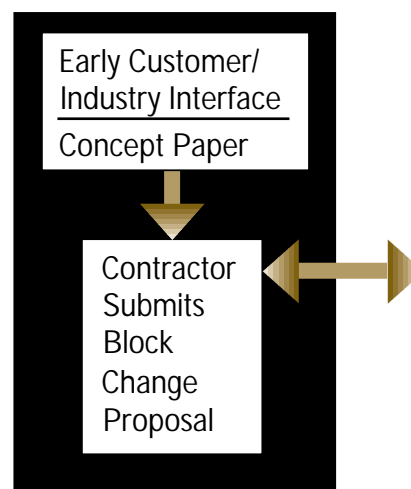 Early Customer/
Industry Interface
Concept Paper
Contractor
Submits
Block
Change
Proposal